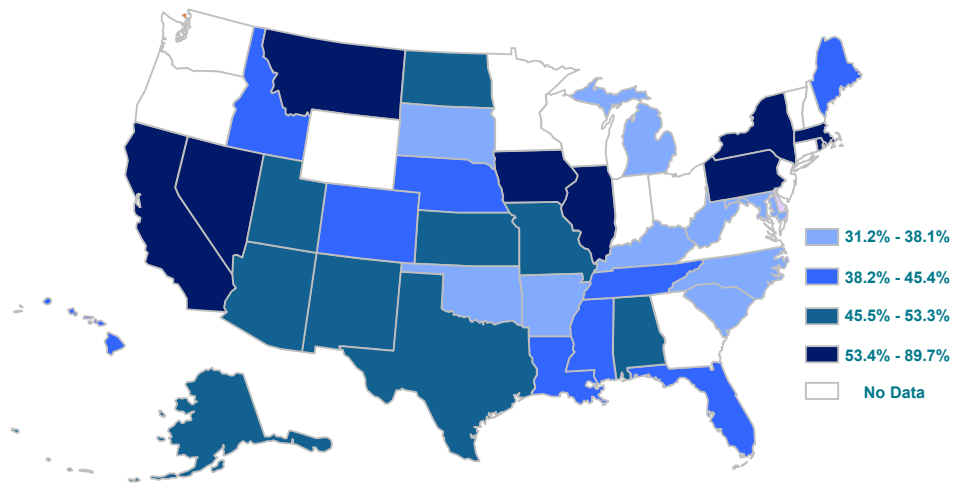 31.2% - 38.1%
38.2% - 45.4%
45.5% - 53.3%
53.4% - 89.7%
No Data